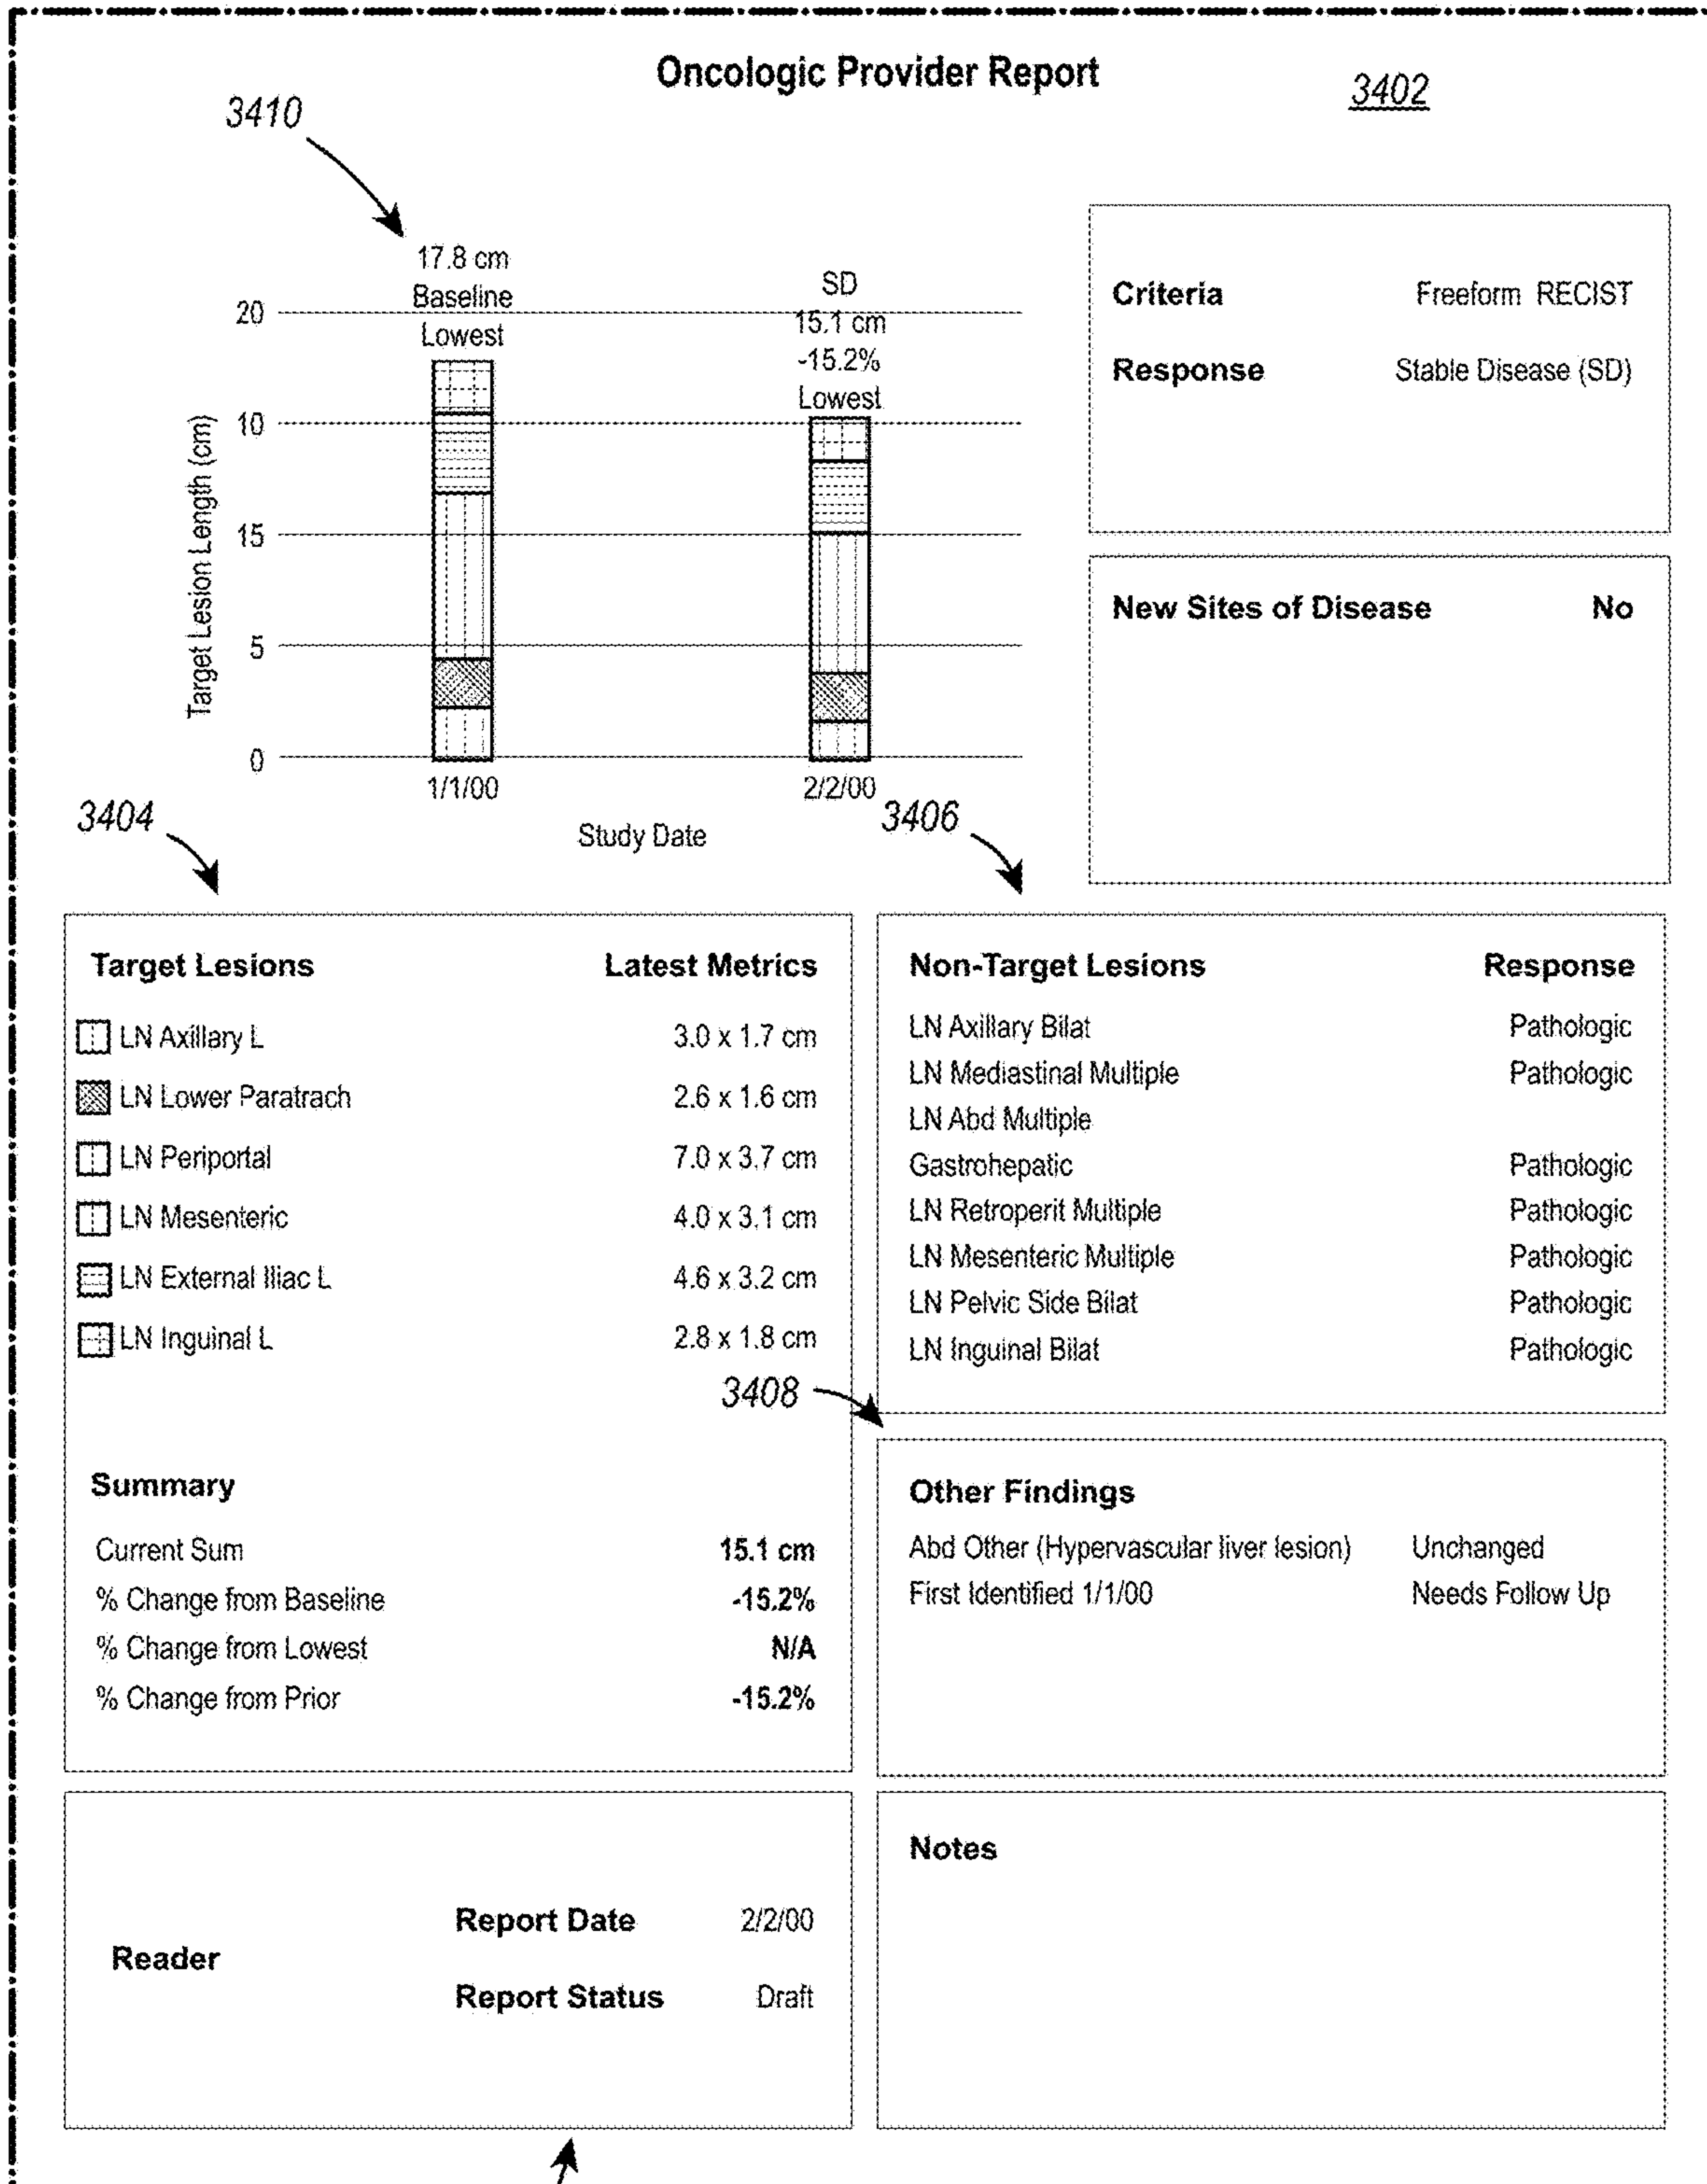 Oncologic Provider Report
3402
3410
17.8 cm
Baseline
Lowest
SD
15.1 cm
-15.2%
Lowest
Target Lesion Length (cm)
20
10
15
5
0
1/1/00
2/2/00
Study Date
Criteria Freeform RECIST
Response Stable Disease (SD)
New Sites of Disease No
3404
3406
Target Lesions Latest Metrics
LN Axillary L 3.0 x 1.7 cm
LN Lower Paratrach 2.6 x 1.6 cm
LN Periportal 7.0 x 3.7 cm
LN Mesenteric 4.0 x 3.1 cm
LN External Iliac L 4.6 x 3.2 cm
LN Inguinal L 2.8 x 1.8 cm
Summary
Current Sum 15.1 cm
% Change from Baseline -15.2%
% Change from Lowest N/A
% Change from Prior -15.2%
Non-Target Lesions Response
LN Axillary Bilat Pathologic
LN Mediastinal Multiple Pathologic
LN Abd Multiple
Gastrohepatic Pathologic
LN Retroperit Multiple Pathologic
LN Mesenteric Multiple Pathologic
LN Pelvic Side Bilat Pathologic
LN Inguinal Bilat Pathologic
3408
Other Findings
Abd Other (Hypervascular liver lesion) Unchanged
First Identified 1/1/00 Needs Follow Up
Reader
Report Date 2/2/00
Report Status Draft
Notes